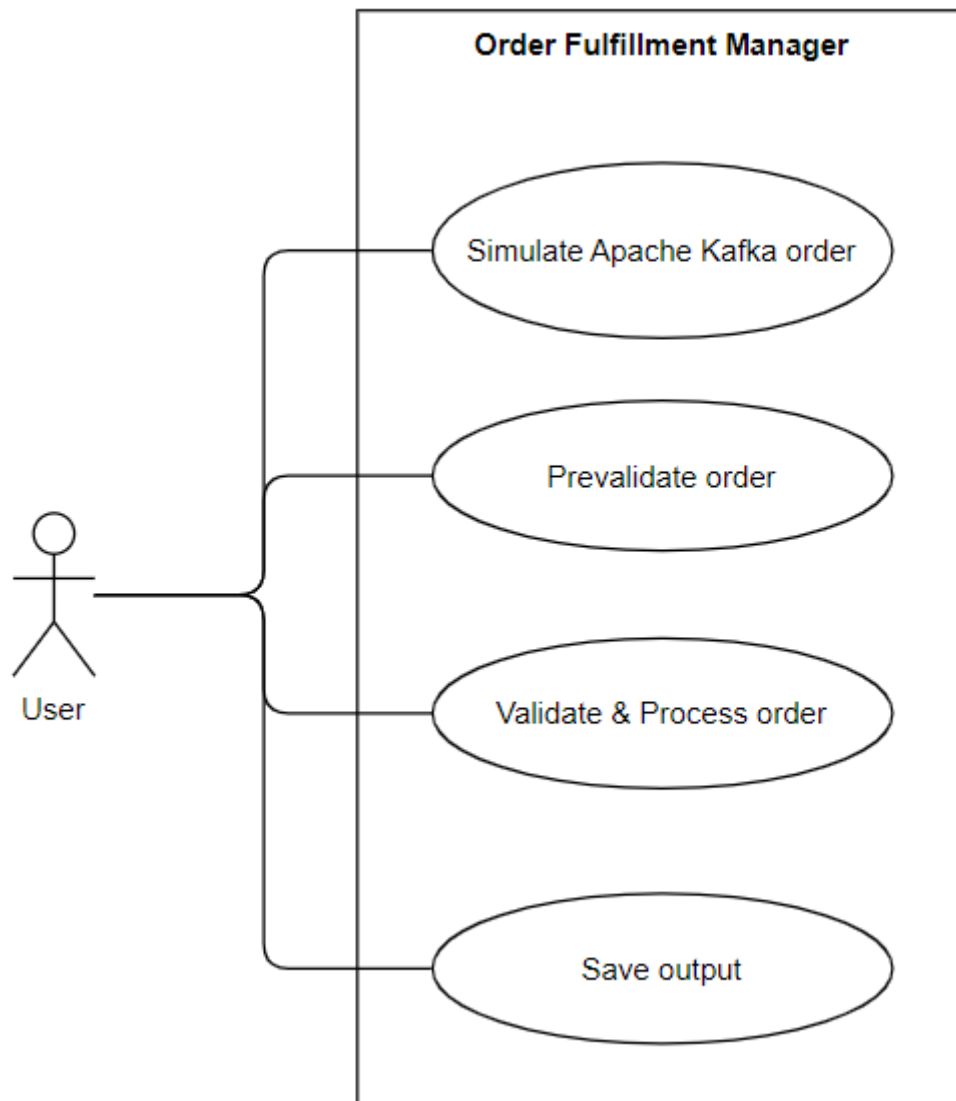 Order Fulfillment Manager
Simulate Apache Kafka order
Prevalidate order
User
Validate & Process order
Save output